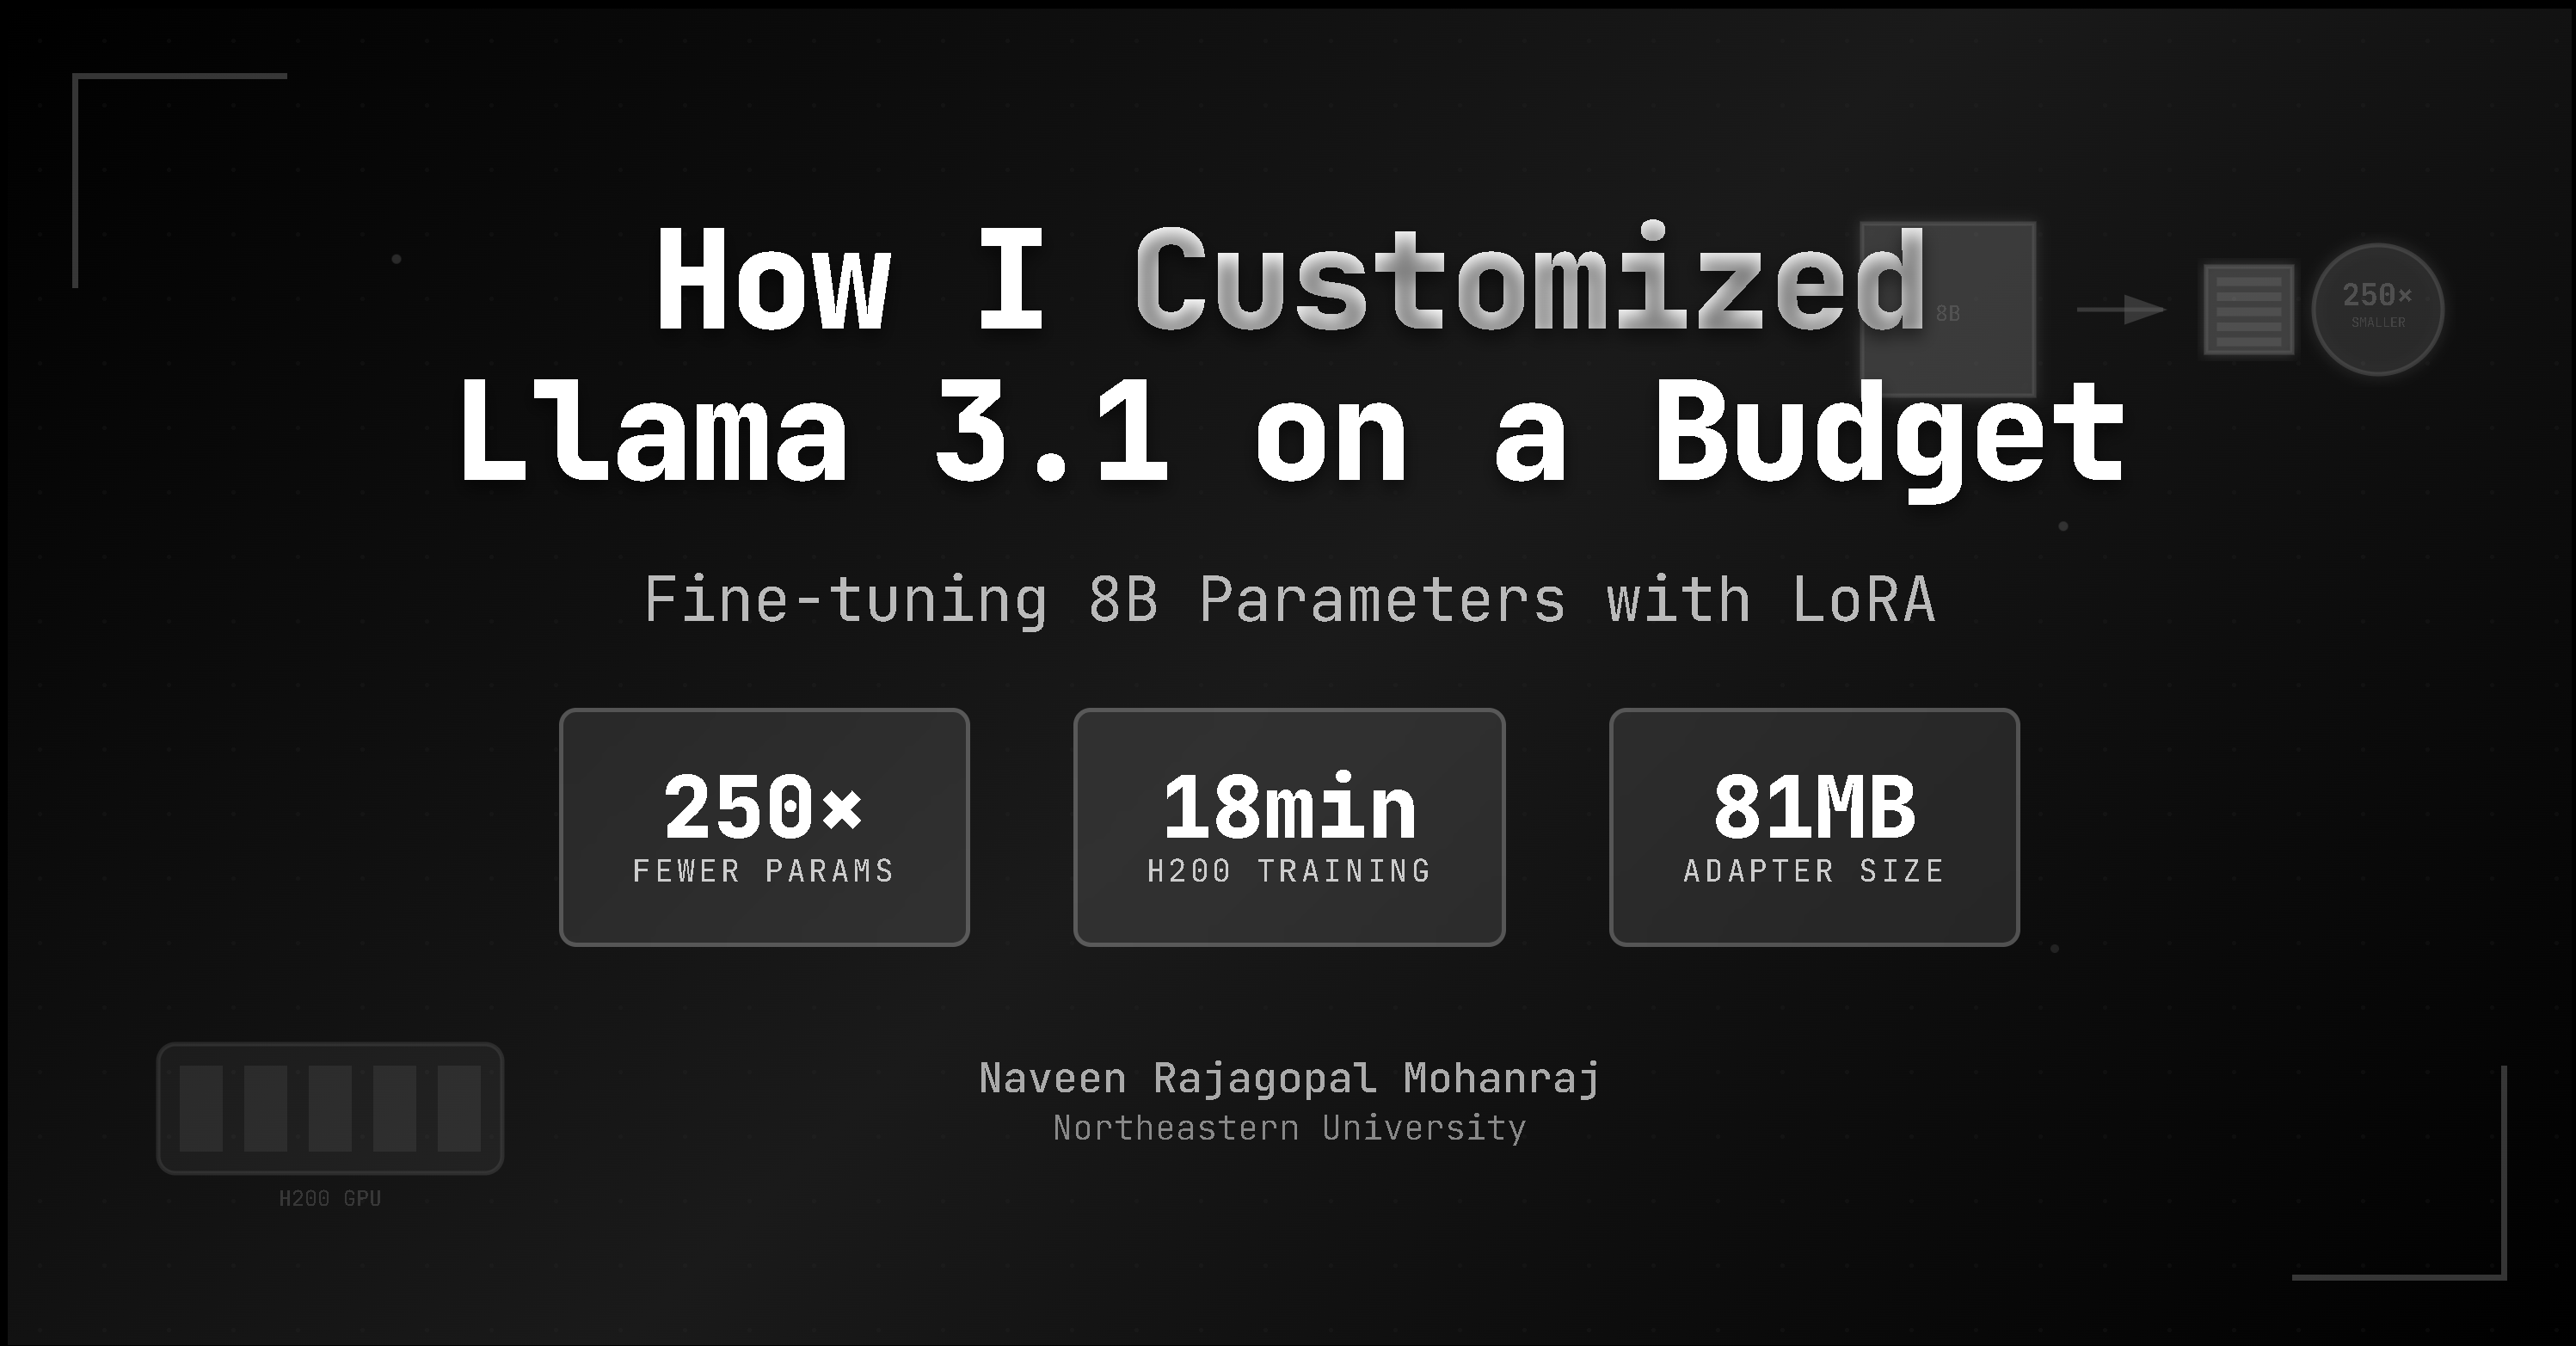 How I Customized
Llama 3.1 on a Budget
8B
250×
SMALLER
Fine-tuning 8B Parameters with LoRA
250×
FEWER PARAMS
18min
H200 TRAINING
81MB
ADAPTER SIZE
Naveen Rajagopal Mohanraj
Northeastern University
H200 GPU